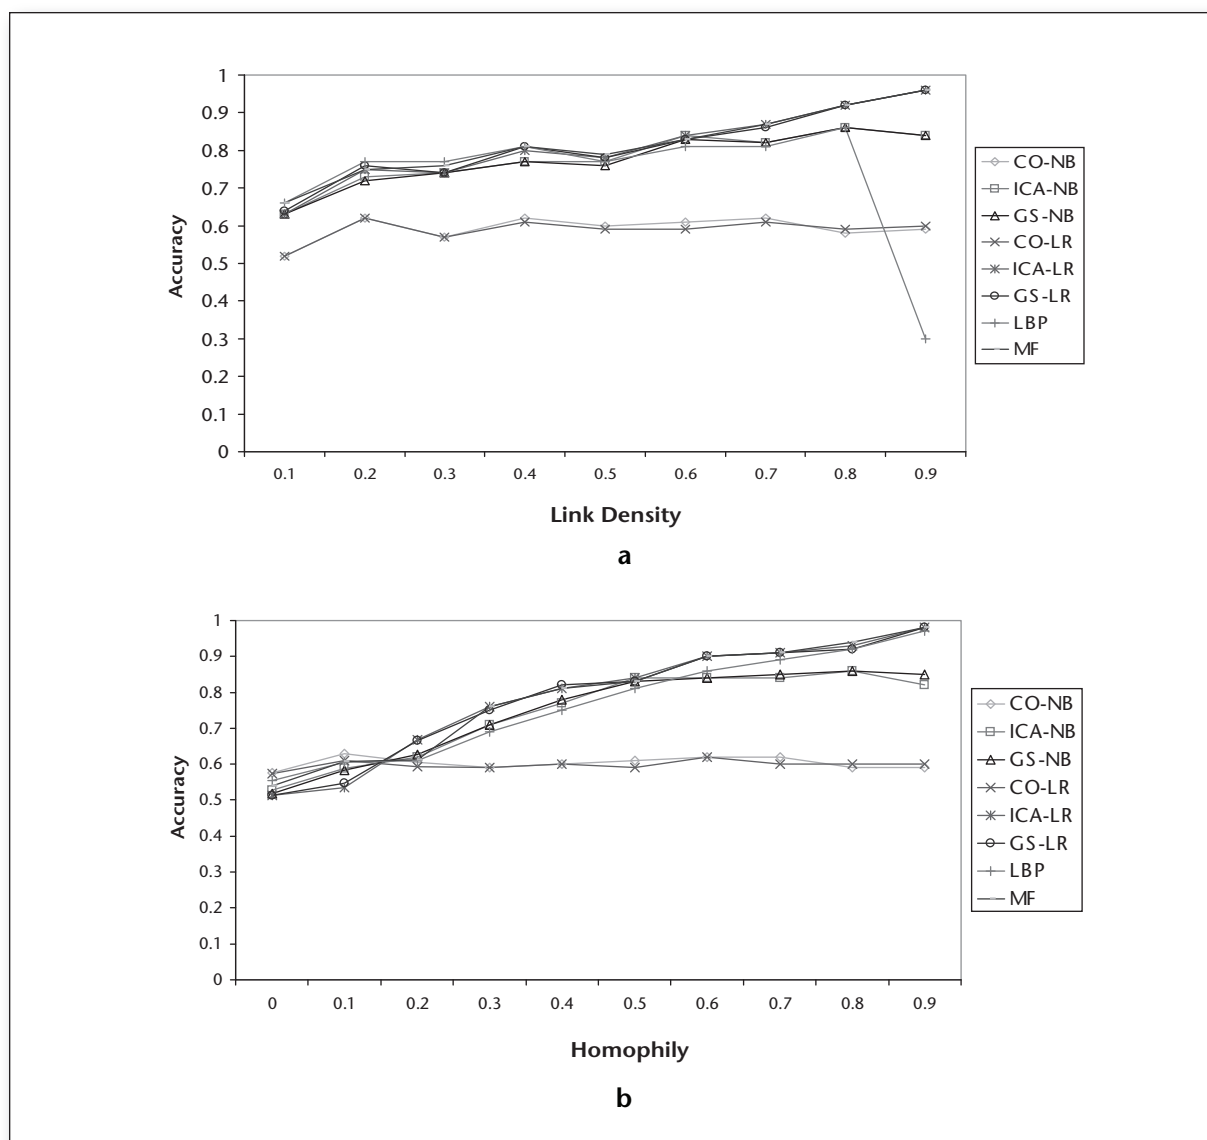 1
0.9
0.8
0.7
0.6
0.5
0.4
0.3
0.2
0.1
0
Accuracy
0.1 0.2 0.3 0.4 0.5 0.6 0.7 0.8 0.9
Link Density
CO-NB
ICA-NB
GS-NB
CO-LR
ICA-LR
GS-LR
LBP
MF
a
1
0.9
0.8
0.7
0.6
0.5
0.4
0.3
0.2
0.1
0
Accuracy
0 0.1 0.2 0.3 0.4 0.5 0.6 0.7 0.8 0.9
Homophily
CO-NB
ICA-NB
GS-NB
CO-LR
ICA-LR
GS-LR
LBP
MF
b